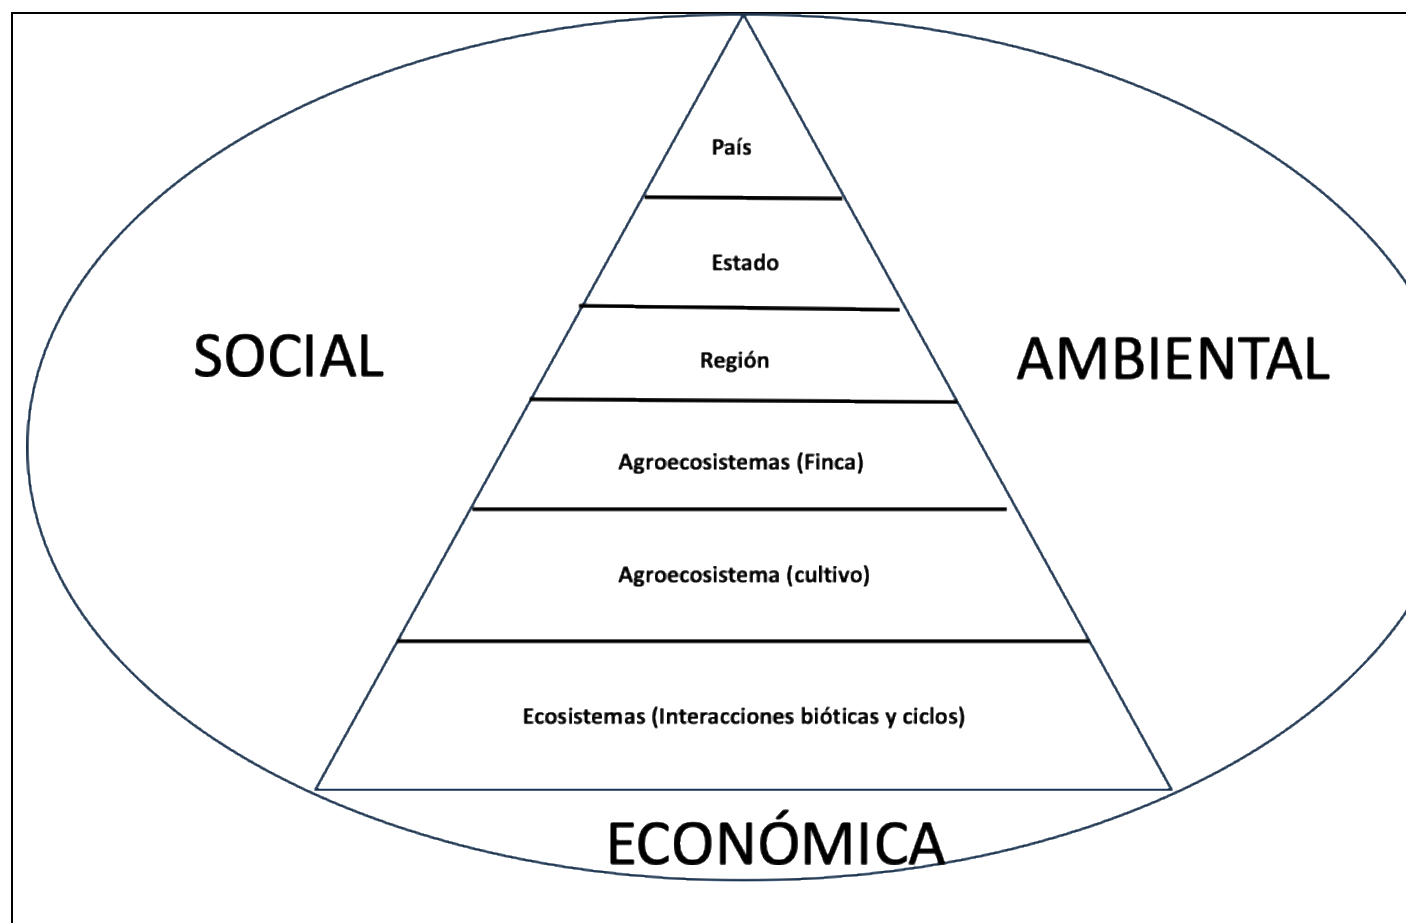 País
Estado
Región
SOCIAL
AMBIENTAL
Agroecosistemas (Finca)
Agroecosistema (cultivo)
Ecosistemas (Interacciones bióticas y ciclos)
ECONÓMICA